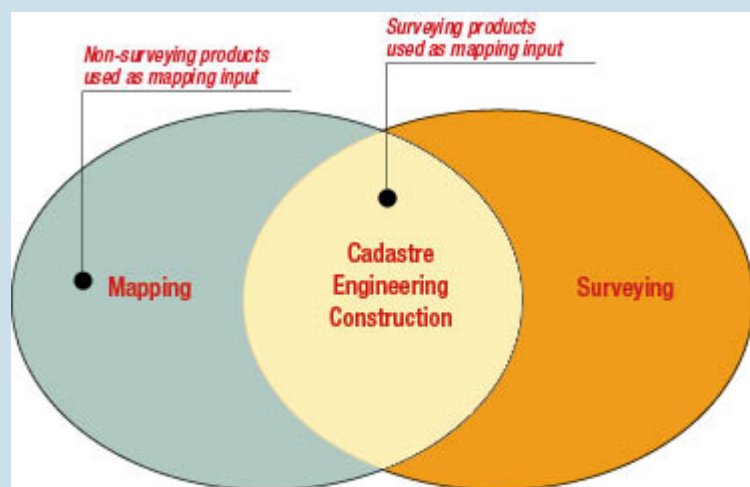 Non-surveying products
used as mapping input
Surveying products
used as mapping input
Mapping
Cadastre
Engineering
Construction
Surveying